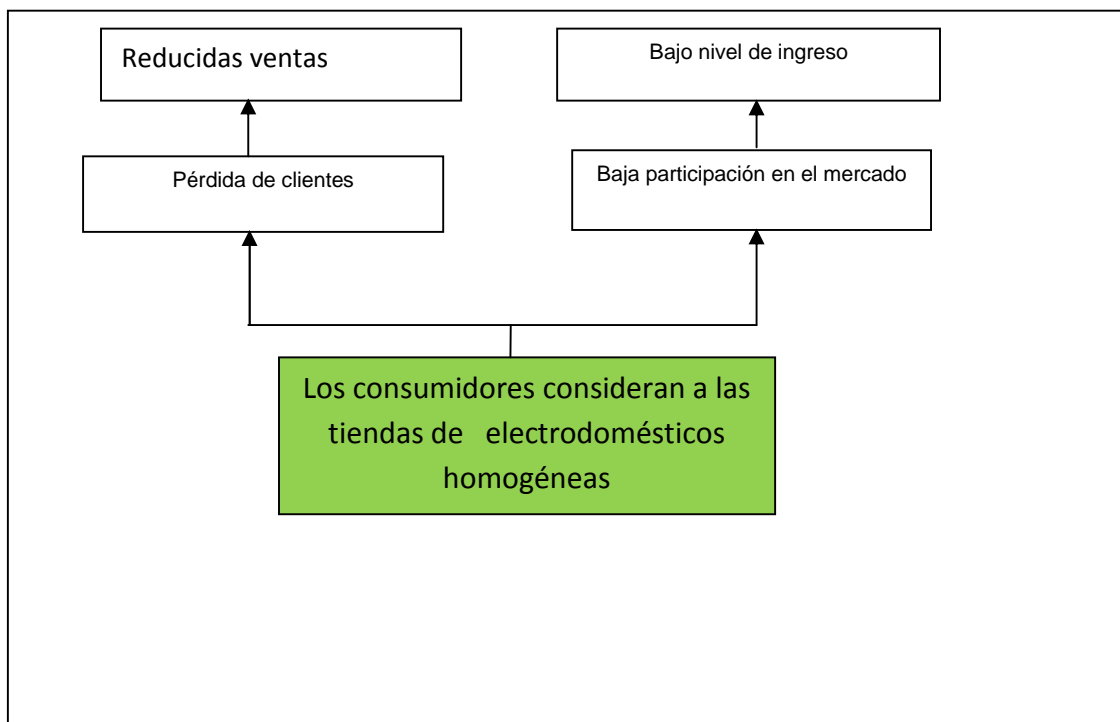 Reducidas ventas
Bajo nivel de ingreso
Pérdida de clientes
Baja participación en el mercado
Los consumidores consideran a las
tiendas de electrodomésticos
homogéneas